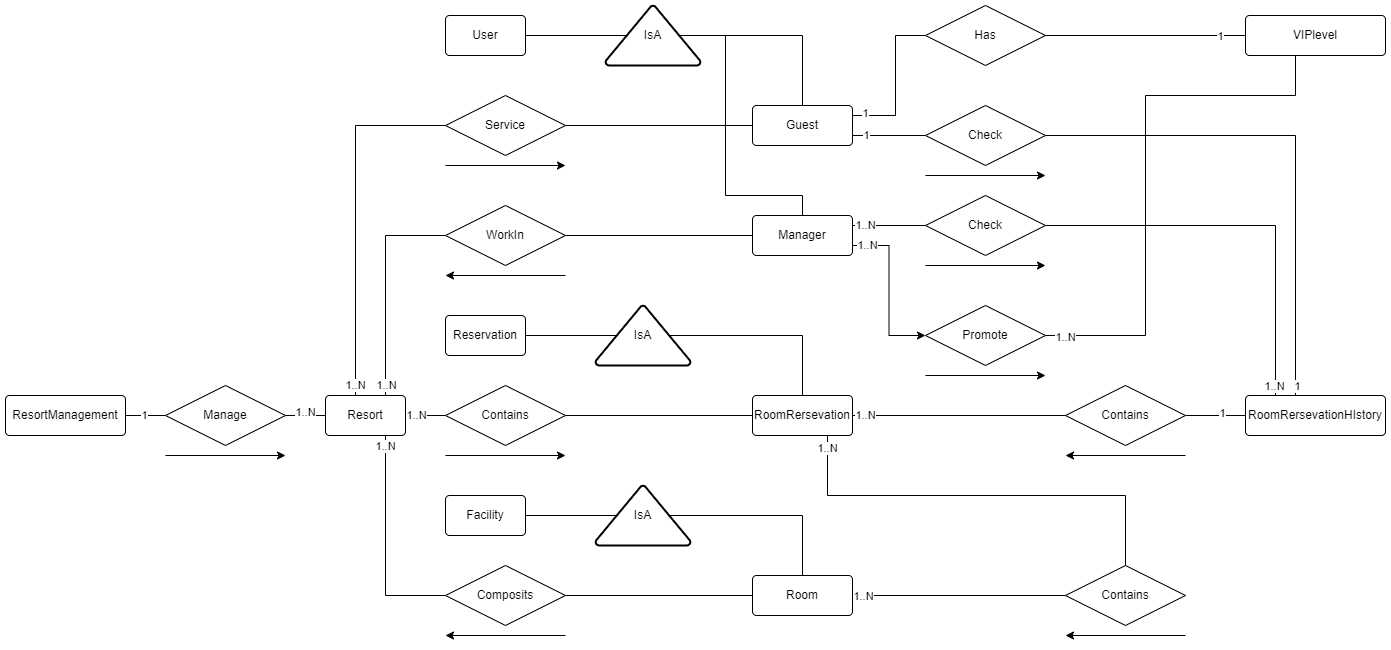 User
IsA
Has
1
VIPlevel
Service
Guest
1
1
Check
WorkIn
Manager
1..N
1..N
Check
Reservation
IsA
Promote
1..N
1..N
1..N
1..N
1
ResortManagement
1
Manage
1..N
Resort
1..N
Contains
RoomRersevation
1..N
Contains
1
RoomRersevationHIstory
1..N
1..N
Facility
IsA
Composits
Room
1..N
Contains